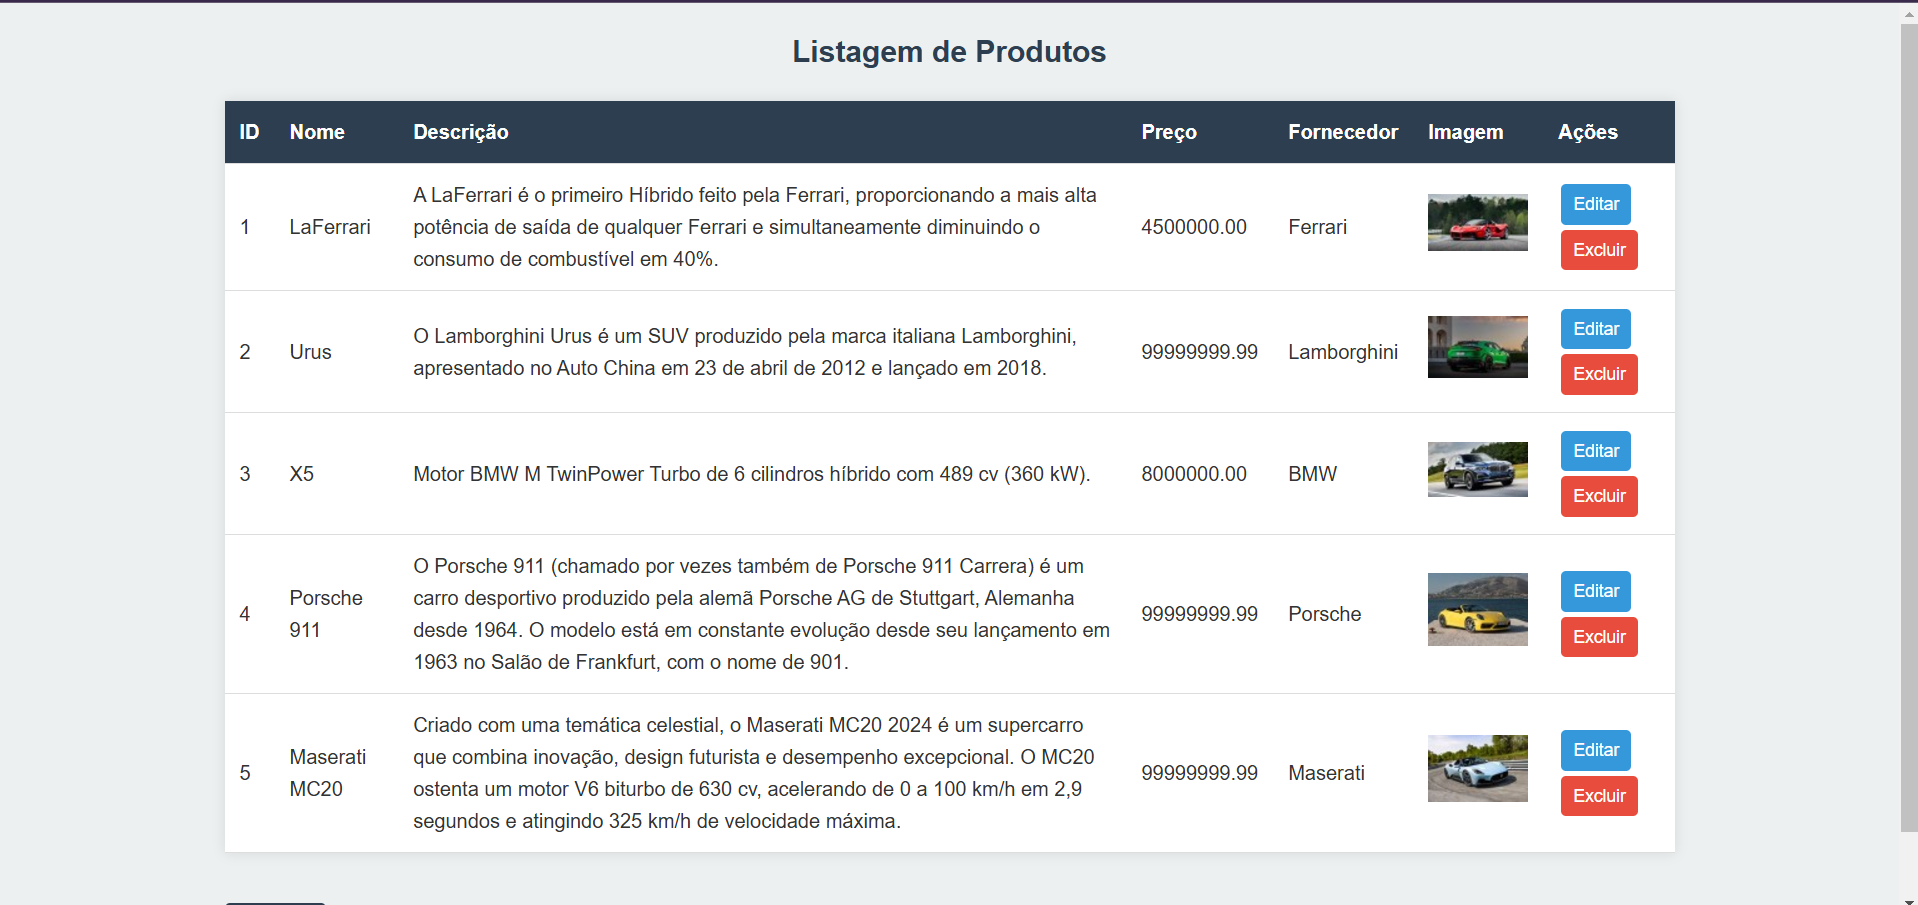 Listagem de Produtos
ID Nome Descrição Preço Fornecedor Imagem Ações
1 LaFerrari A LaFerrari é o primeiro Híbrido feito pela Ferrari, proporcionando a mais alta
potência de saída de qualquer Ferrari e simultaneamente diminuindo o
consumo de combustível em 40%.
4500000.00 Ferrari
Editar
Excluir
2 Urus O Lamborghini Urus é um SUV produzido pela marca italiana Lamborghini,
apresentado no Auto China em 23 de abril de 2012 e lançado em 2018.
99999999.99 Lamborghini
Editar
Excluir
3 X5 Motor BMW M TwinPower Turbo de 6 cilindros híbrido com 489 cv (360 kW).
8000000.00 BMW
Editar
Excluir
4 Porsche
911
O Porsche 911 (chamado por vezes também de Porsche 911 Carrera) é um
carro desportivo produzido pela alemã Porsche AG de Stuttgart, Alemanha
desde 1964. O modelo está em constante evolução desde seu lançamento em
1963 no Salão de Frankfurt, com o nome de 901.
99999999.99 Porsche
Editar
Excluir
5 Maserati
MC20
Criado com uma temática celestial, o Maserati MC20 2024 é um supercarro
que combina inovação, design futurista e desempenho excepcional. O MC20
ostenta um motor V6 biturbo de 630 cv, acelerando de 0 a 100 km/h em 2,9
segundos e atingindo 325 km/h de velocidade máxima.
99999999.99 Maserati
Editar
Excluir